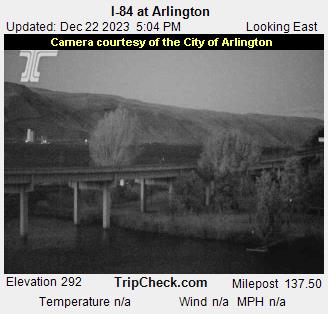 I-84 at Arlington
Updated: Dec 22 2023 5:04 PM Looking East
Camera courtesy of the City of Arlington
Elevation 292 TripCheck.com Milepost 137.50
Temperature n/a Wind n/a MPH n/a